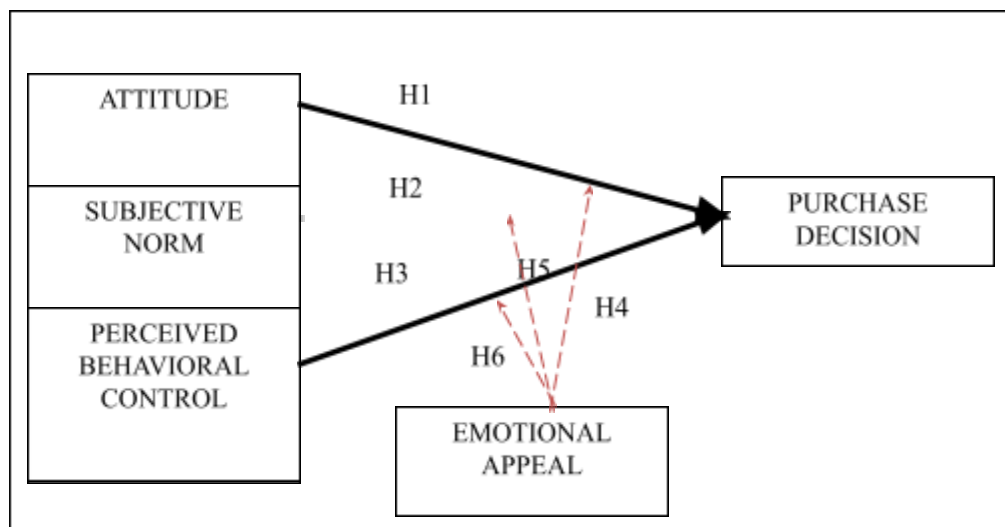 ATTITUDE
H1
H2
SUBJECTIVE
NORM
PURCHASE
DECISION
H3
H5
H4
PERCEIVED
BEHAVIORAL
CONTROL
H6
EMOTIONAL
APPEAL